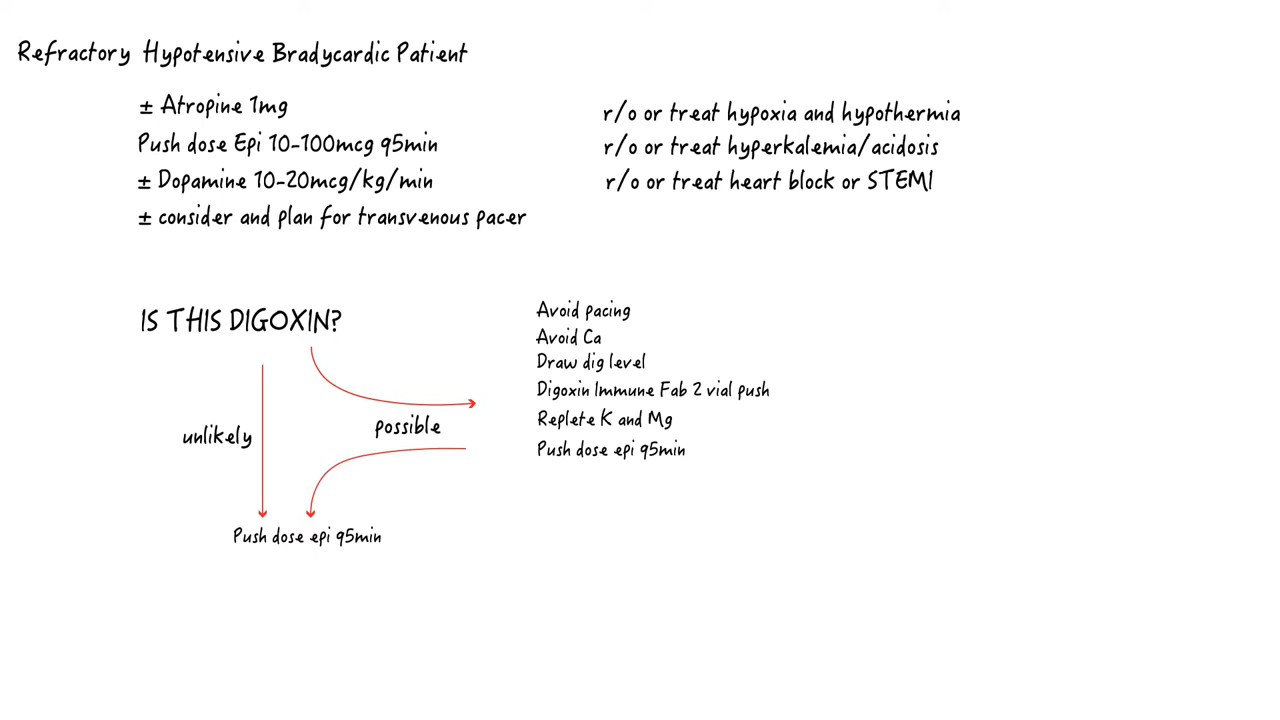 Refractory Hypotensive Bradycardic Patient
± Atropine 1mg
Push dose Epi 10-100mcg q5min
± Dopamine 10-20mcg/kg/min
± consider and plan for transvenous pacer
r/o or treat hypoxia and hypothermia
r/o or treat hyperkalemia/acidosis
r/o or treat heart block or STEMI
IS THIS DIGOXIN?
unlikely
possible
Avoid pacing
Avoid Ca
Draw dig level
Digoxin Immune Fab 2 vial push
Replete K and Mg
Push dose epi q5min
Push dose epi q5min